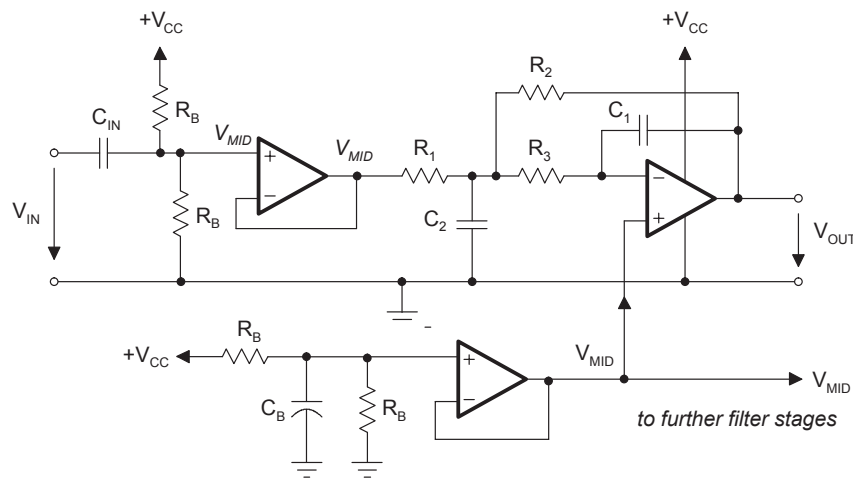 +VCC
+VCC
R2
RB
CIN
C1
VMID
VMID
R1
R3
+
−
−
+
VIN
RB
C2
VOUT
RB
+VCC
+
−
VMID
VMID
CB
RB
to further filter stages